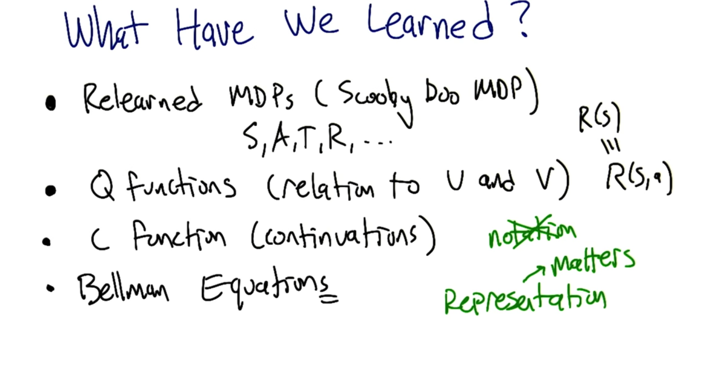 What Have We Learned?
• Relearned MDPs (Scooby Doo MDP)
S, A, T, R, ...
R(s)
≡
R(s,a)
• Q functions (relation to U and V)
• C function (continuations)
• Bellman Equations
notation
Matters
Representation